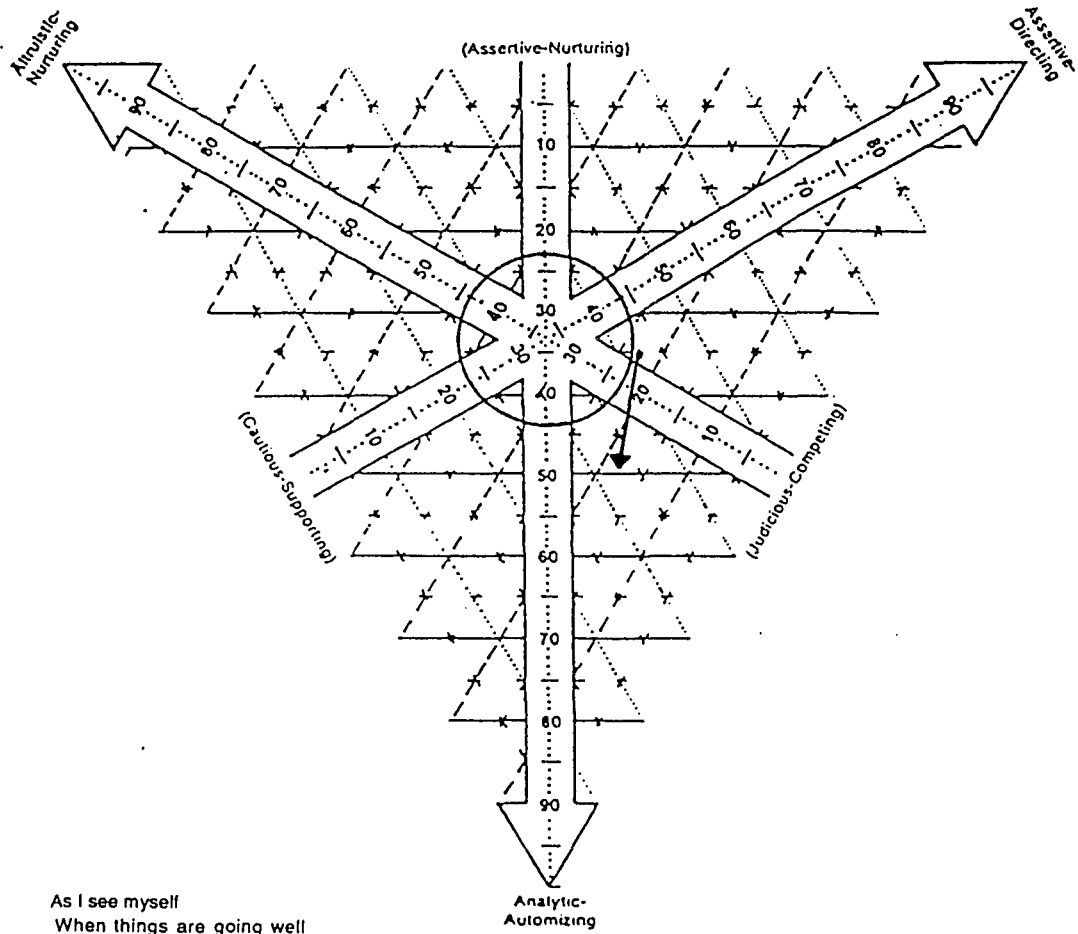 Altruistic-
Nurturing
(Assertive-Nurturing)
Assertive-
Directing
90
80
70
60
50
40
30
20
10
10
20
30
40
50
60
70
80
90
90
80
70
60
50
40
30
20
10
(Cautious-Supporting)
(Judicious-Competing)
Analytic-
Automizing
As I see myself
When things are going well